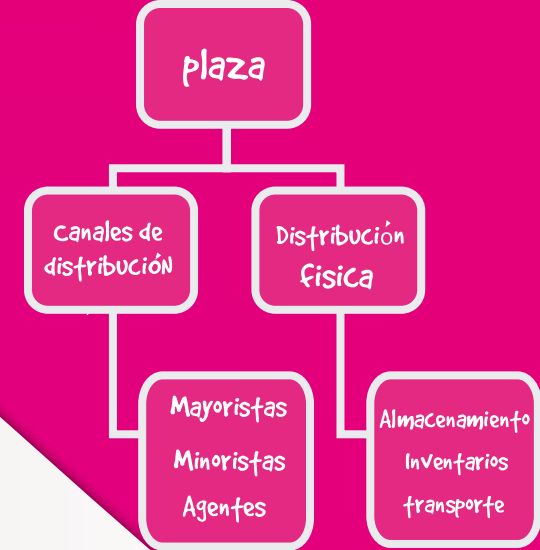 plaza
Canales de
distribución
Distribución
fisica
Mayoristas
Minoristas
Agentes
Almacenamiento
Inventarios
transporte